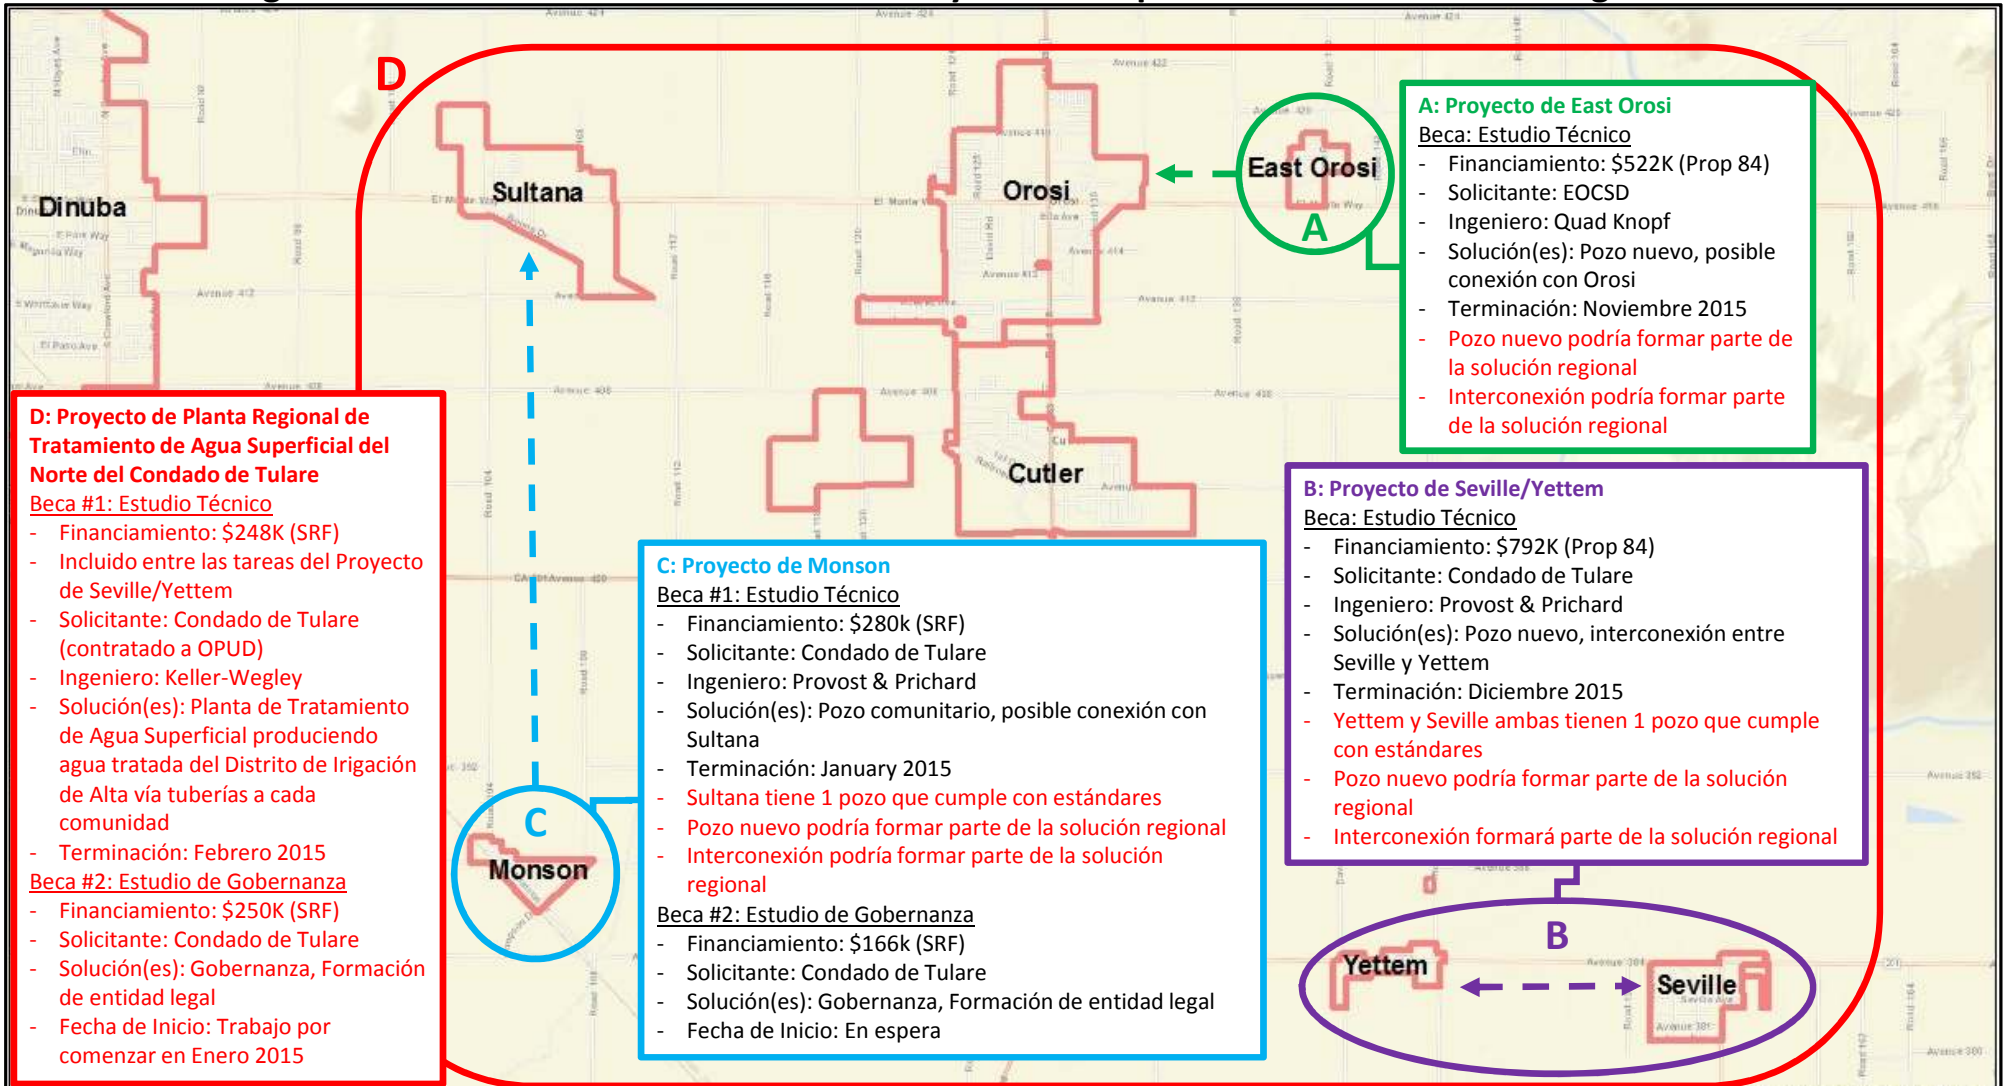 D
Dinuba
Sultana
Orosi
East Orosi
A
Cutler
C
Monson
B
Yettem
Seville
Avenue 424
Avenue 422
Avenue 412
Avenue 408
A: Proyecto de East Orosi
Beca: Estudio Técnico
- Financiamiento: $522K (Prop 84)
- Solicitante: EOCSD
- Ingeniero: Quad Knopf
- Solución(es): Pozo nuevo, posible
conexión con Orosi
- Terminación: Noviembre 2015
- Pozo nuevo podría formar parte de
la solución regional
- Interconexión podría formar parte
de la solución regional
D: Proyecto de Planta Regional de
Tratamiento de Agua Superficial del
Norte del Condado de Tulare
Beca #1: Estudio Técnico
- Financiamiento: $248K (SRF)
- Incluido entre las tareas del Proyecto
de Seville/Yettem
- Solicitante: Condado de Tulare
(contratado a OPUD)
- Ingeniero: Keller-Wegley
- Solución(es): Planta de Tratamiento
de Agua Superficial produciendo
agua tratada del Distrito de Irigación
de Alta vía tuberías a cada
comunidad
- Terminación: Febrero 2015
Beca #2: Estudio de Gobernanza
- Financiamiento: $250K (SRF)
- Solicitante: Condado de Tulare
- Solución(es): Gobernanza, Formación
de entidad legal
- Fecha de Inicio: Trabajo por
comenzar en Enero 2015
C: Proyecto de Monson
Beca #1: Estudio Técnico
- Financiamiento: $280k (SRF)
- Solicitante: Condado de Tulare
- Ingeniero: Provost & Prichard
- Solución(es): Pozo comunitario, posible conexión con
Sultana
- Terminación: January 2015
- Sultana tiene 1 pozo que cumple con estándares
- Pozo nuevo podría formar parte de la solución regional
- Interconexión podría formar parte de la solución
regional
Beca #2: Estudio de Gobernanza
- Financiamiento: $166k (SRF)
- Solicitante: Condado de Tulare
- Solución(es): Gobernanza, Formación de entidad legal
- Fecha de Inicio: En espera
B: Proyecto de Seville/Yettem
Beca: Estudio Técnico
- Financiamiento: $792K (Prop 84)
- Solicitante: Condado de Tulare
- Ingeniero: Provost & Prichard
- Solución(es): Pozo nuevo, interconexión entre
Seville y Yettem
- Terminación: Diciembre 2015
- Yettem y Seville ambas tienen 1 pozo que cumple
con estándares
- Pozo nuevo podría formar parte de la solución
regional
- Interconexión formará parte de la solución regional